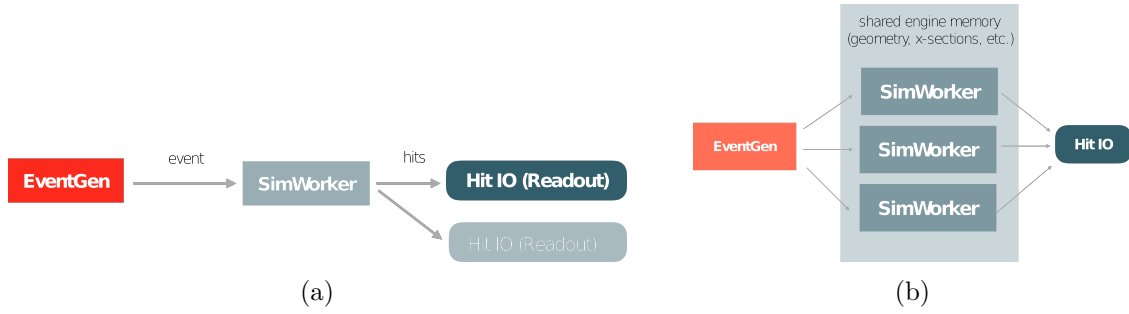 event
hits
EventGen
SimWorker
Hit IO (Readout)
Hit IO (Readout)
(a)
shared engine memory
(geometry, x-sections, etc.)
SimWorker
EventGen
SimWorker
Hit IO
SimWorker
(b)